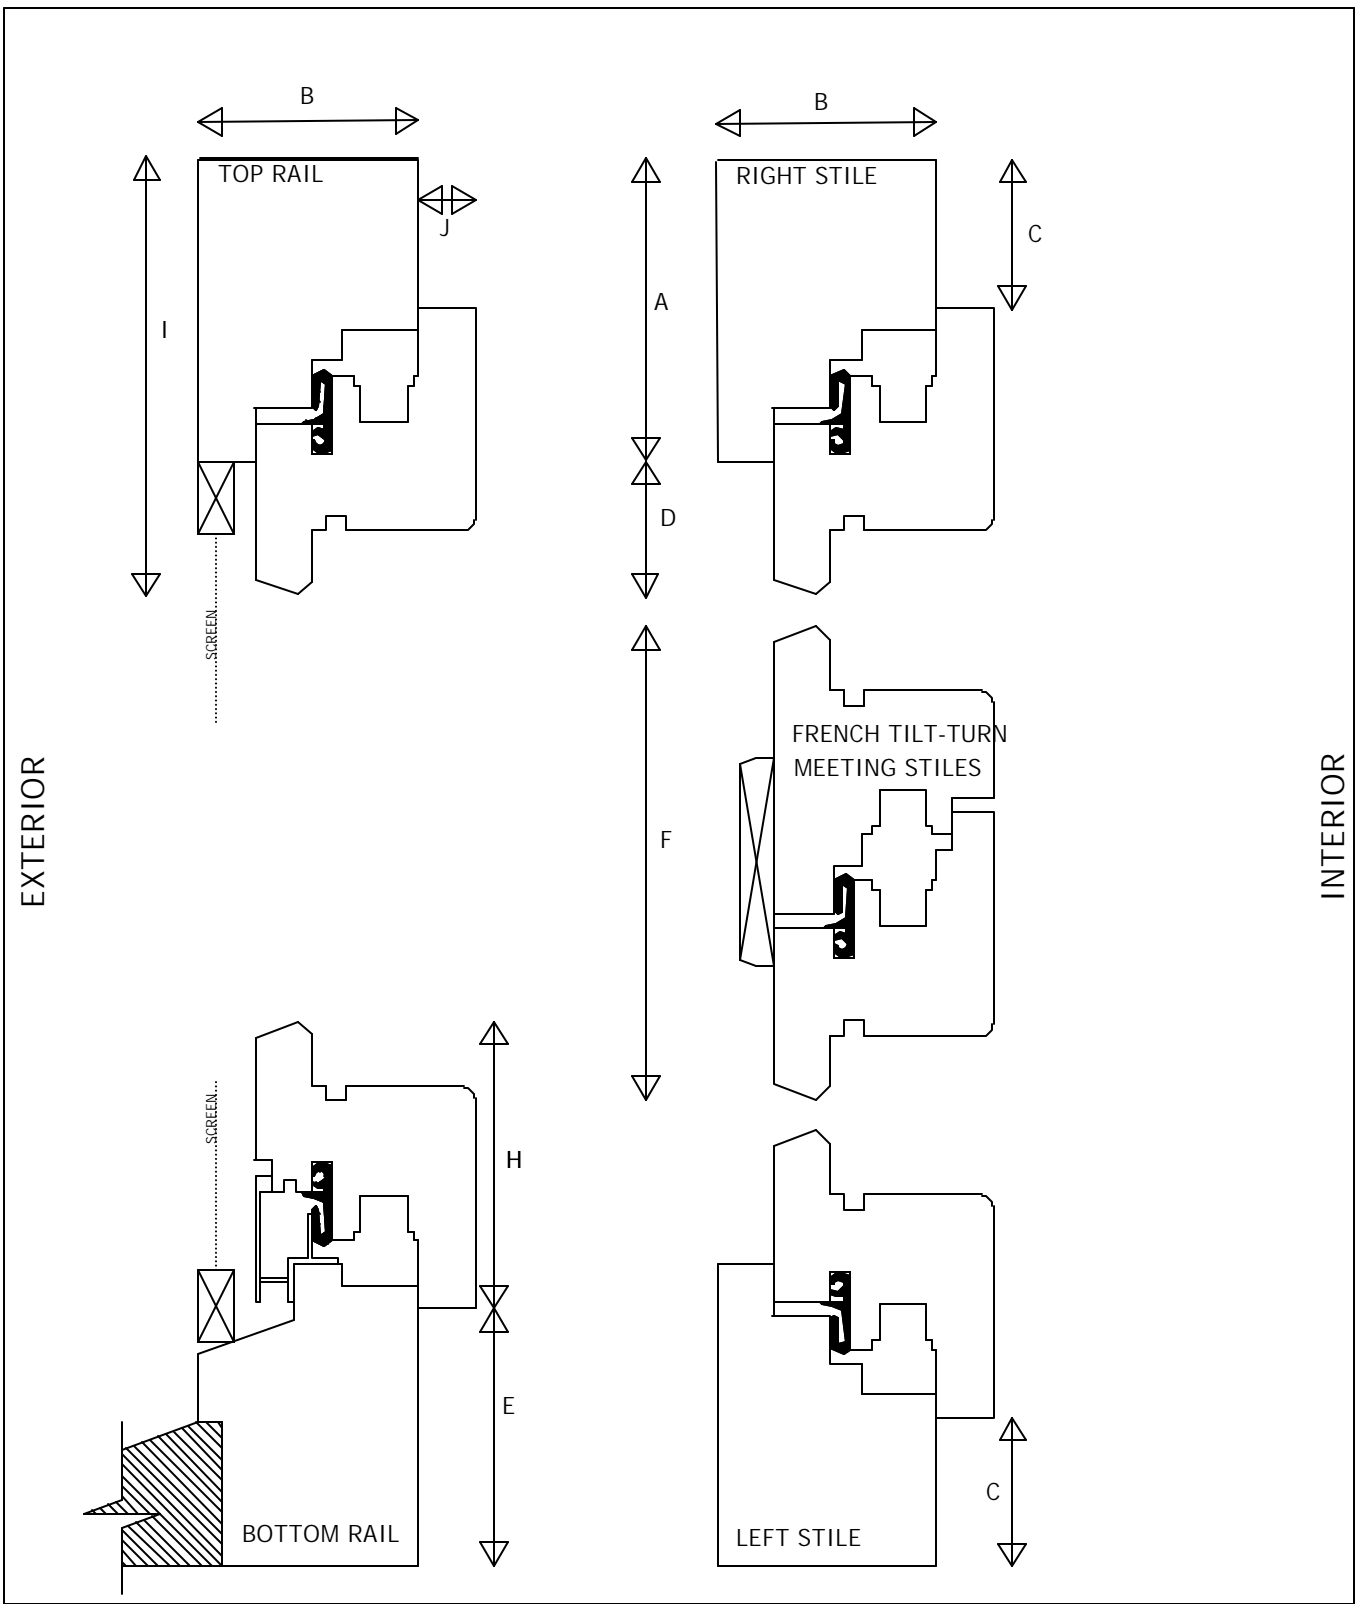 B
B
TOP RAIL
RIGHT STILE
J
C
I
A
D
SCREEN
FRENCH TILT-TURN
MEETING STILES
EXTERIOR
F
INTERIOR
SCREEN
H
E
C
BOTTOM RAIL
LEFT STILE